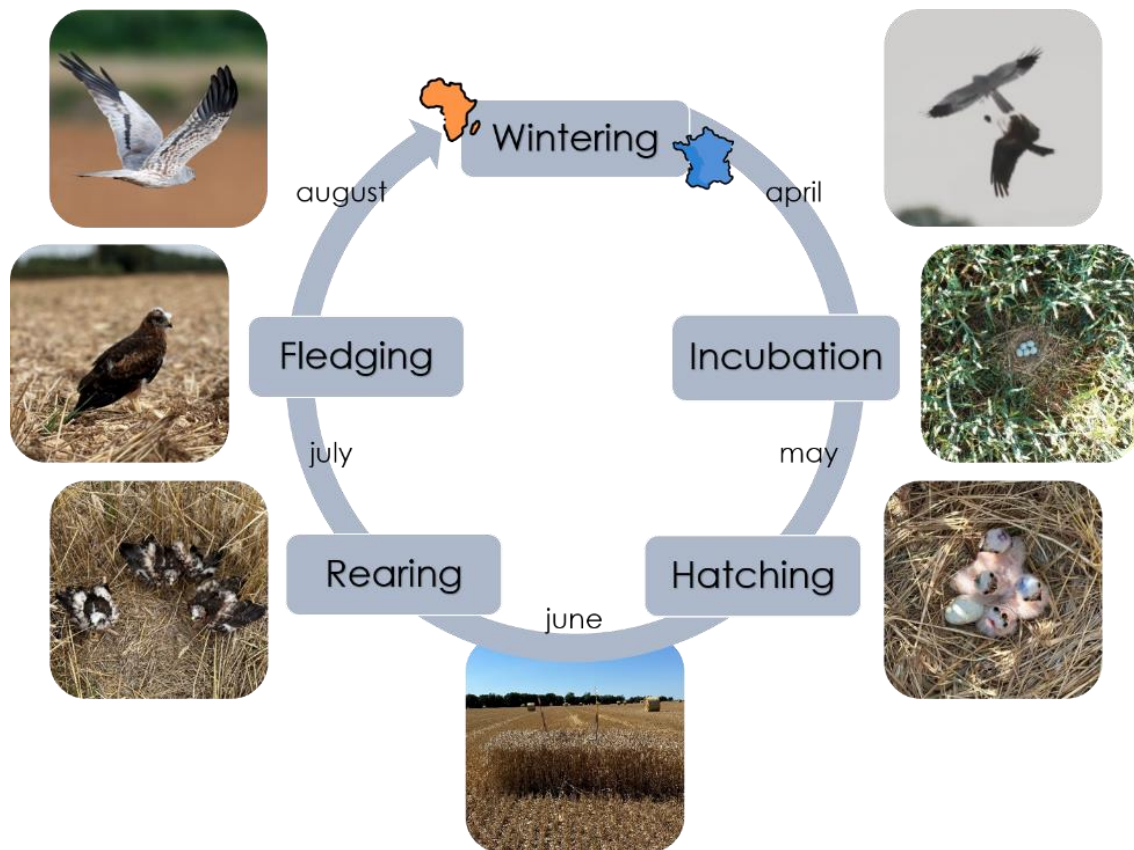 Wintering
august
april
Fledging
Incubation
july
may
Rearing
Hatching
june